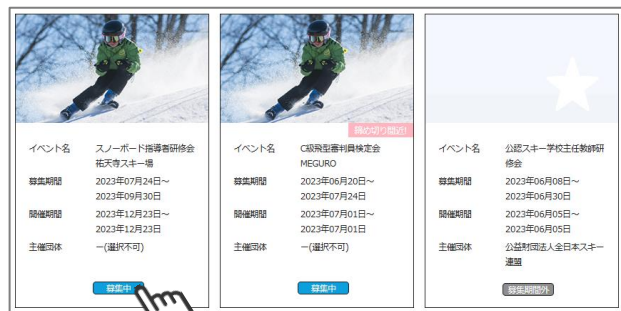 締め切り間近!
イベント名 スノーボード指導者研修会
祐天寺スキー場
募集期間 2023年07月24日～
2023年09月30日
開催期間 2023年12月23日～
2023年12月23日
主催団体 ー(選択不可)
募集中
イベント名 C級飛型審判員検定会
MEGURO
募集期間 2023年06月20日～
2023年07月24日
開催期間 2023年07月01日～
2023年07月01日
主催団体 ー(選択不可)
募集中
イベント名 公認スキー学校主任教師研
修会
募集期間 2023年06月08日～
2023年06月30日
開催期間 2023年06月05日～
2023年06月05日
主催団体 公益財団法人全日本スキー
連盟
募集期間外